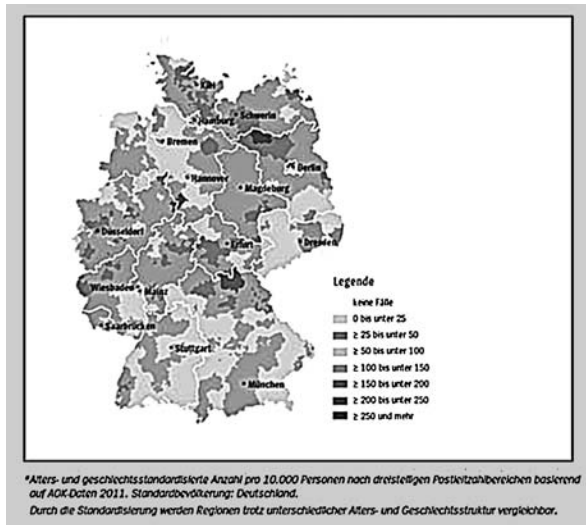 Kiel
Schwerin
Hamburg
Bremen
Berlin
Hannover
Magdeburg
Düsseldorf
Erfurt
Dresden
Wiesbaden
Mainz
Saarbrücken
Stuttgart
München
Legende
keine Fälle
0 bis unter 25
≥ 25 bis unter 50
≥ 50 bis unter 100
≥ 100 bis unter 150
≥ 150 bis unter 200
≥ 200 bis unter 250
≥ 250 und mehr
*Alters- und geschlechtsstandardisierte Anzahl pro 10.000 Personen nach dreistelligen Postleitzahlbereichen basierend
auf AOK-Daten 2011. Standardbevölkerung: Deutschland.
Durch die Standardisierung werden Regionen trotz unterschiedlicher Alters- und Geschlechtsstruktur vergleichbar.